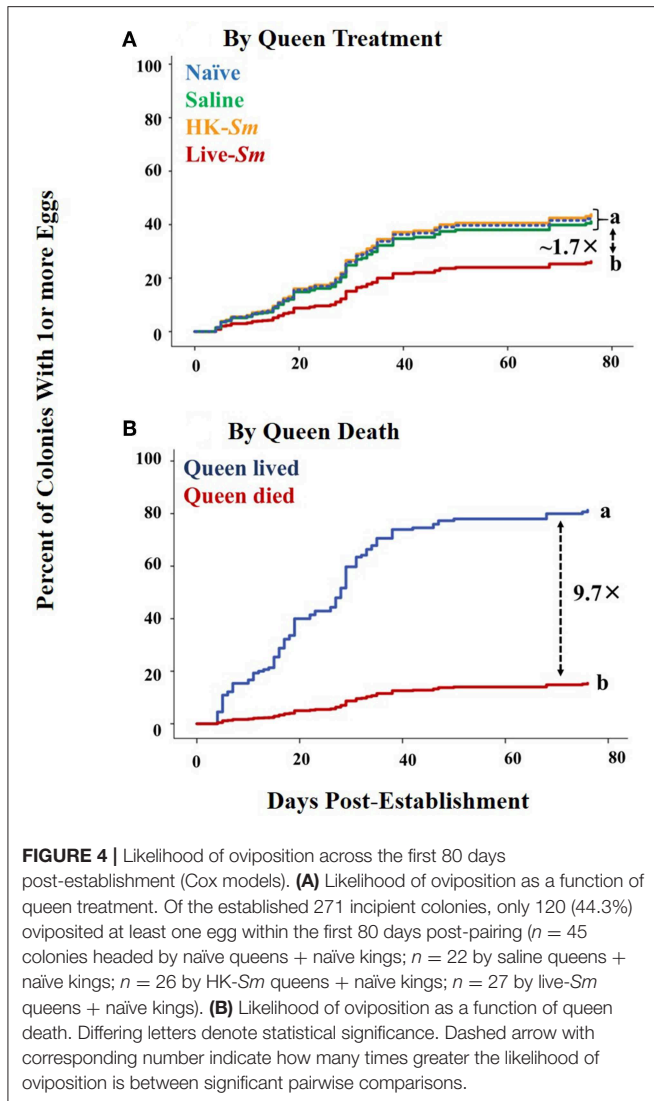 A By Queen Treatment
100
Naïve
Saline
80
HK-Sm
Live-Sm
60
40
a
~1.7×
b
20
0
0 20 40 60 80
Percent of Colonies With 1or more Eggs
B By Queen Death
100
Queen lived
Queen died
80
a
60
9.7×
40
20
b
0
0 20 40 60 80
Days Post-Establishment
FIGURE 4 | Likelihood of oviposition across the first 80 days
post-establishment (Cox models). (A) Likelihood of oviposition as a function of
queen treatment. Of the established 271 incipient colonies, only 120 (44.3%)
oviposited at least one egg within the first 80 days post-pairing (n = 45
colonies headed by naïve queens + naïve kings; n = 22 by saline queens +
naïve kings; n = 26 by HK-Sm queens + naïve kings; n = 27 by live-Sm
queens + naïve kings). (B) Likelihood of oviposition as a function of queen
death. Differing letters denote statistical significance. Dashed arrow with
corresponding number indicate how many times greater the likelihood of
oviposition is between significant pairwise comparisons.